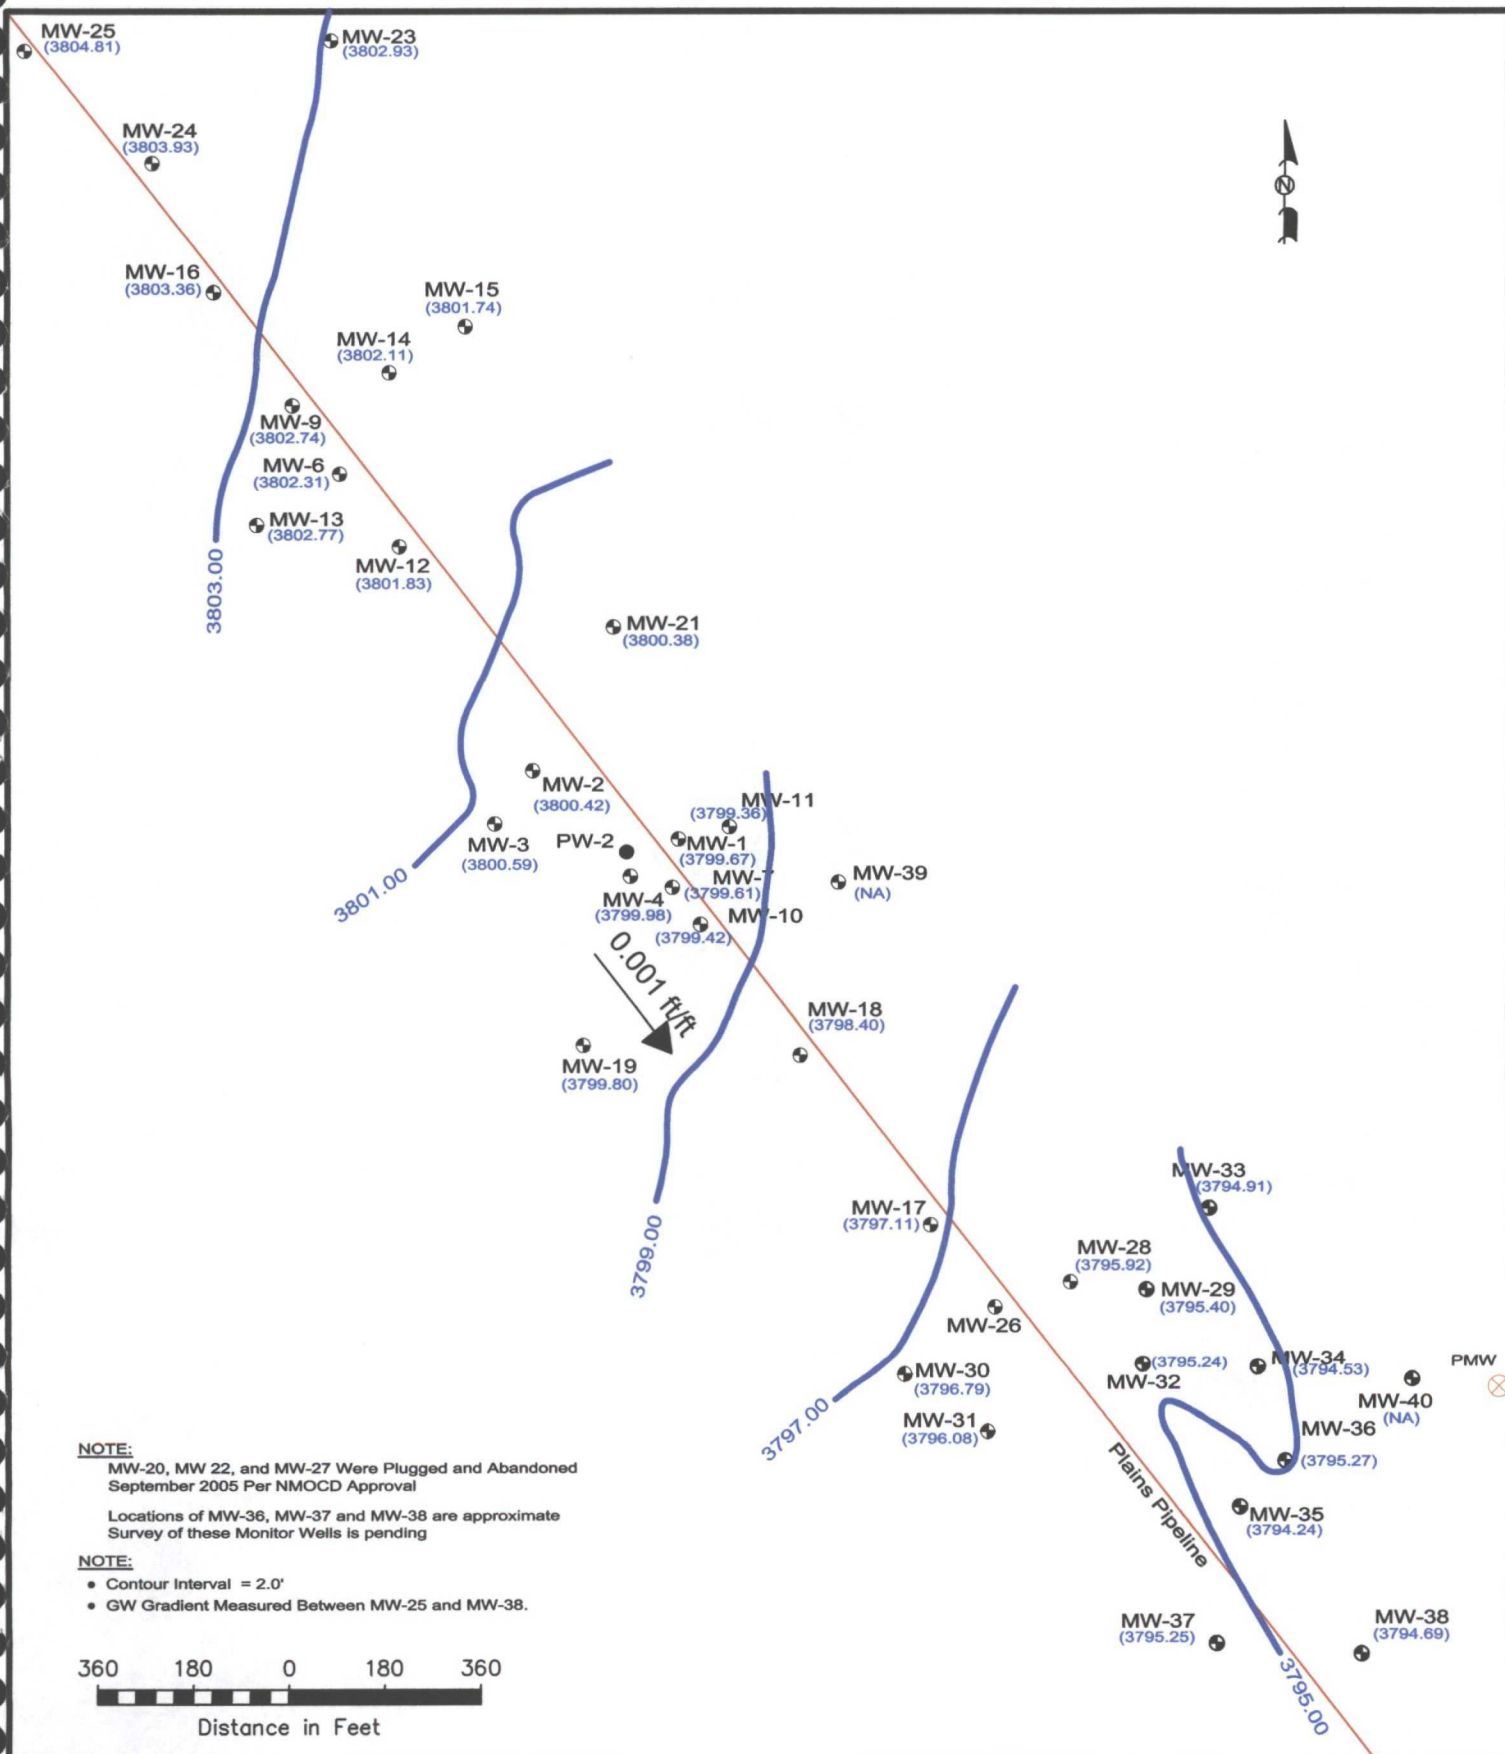 MW-25
(3804.81)
MW-23
(3802.93)
MW-24
(3803.93)
N
MW-16
(3803.36)
MW-15
(3801.74)
MW-14
(3802.11)
MW-9
(3802.74)
MW-6
(3802.31)
MW-13
(3802.77)
MW-12
(3801.83)
3803.00
MW-21
(3800.38)
MW-2
(3800.42)
MW-11
(3799.36)
MW-3
(3800.59)
PW-2
MW-1
(3799.67)
MW-7
(3799.61)
MW-39
(NA)
3801.00
MW-4
(3799.98)
MW-10
(3799.42)
0.001 ft/ft
MW-18
(3798.40)
MW-19
(3799.80)
MW-33
(3794.91)
MW-17
(3797.11)
3799.00
MW-28
(3795.92)
MW-29
(3795.40)
MW-26
MW-30
(3796.79)
(3795.24)
MW-32
MW-34
(3794.53)
PMW
MW-40
(NA)
3797.00
MW-31
(3796.08)
MW-36
(3795.27)
Plains Pipeline
MW-35
(3794.24)
MW-37
(3795.25)
MW-38
(3794.69)
3795.00
NOTE:
MW-20, MW 22, and MW-27 Were Plugged and Abandoned
September 2005 Per NMOCD Approval
Locations of MW-36, MW-37 and MW-38 are approximate
Survey of these Monitor Wells is pending
NOTE:
• Contour Interval = 2.0'
• GW Gradient Measured Between MW-25 and MW-38.
360 180 0 180 360
Distance in Feet